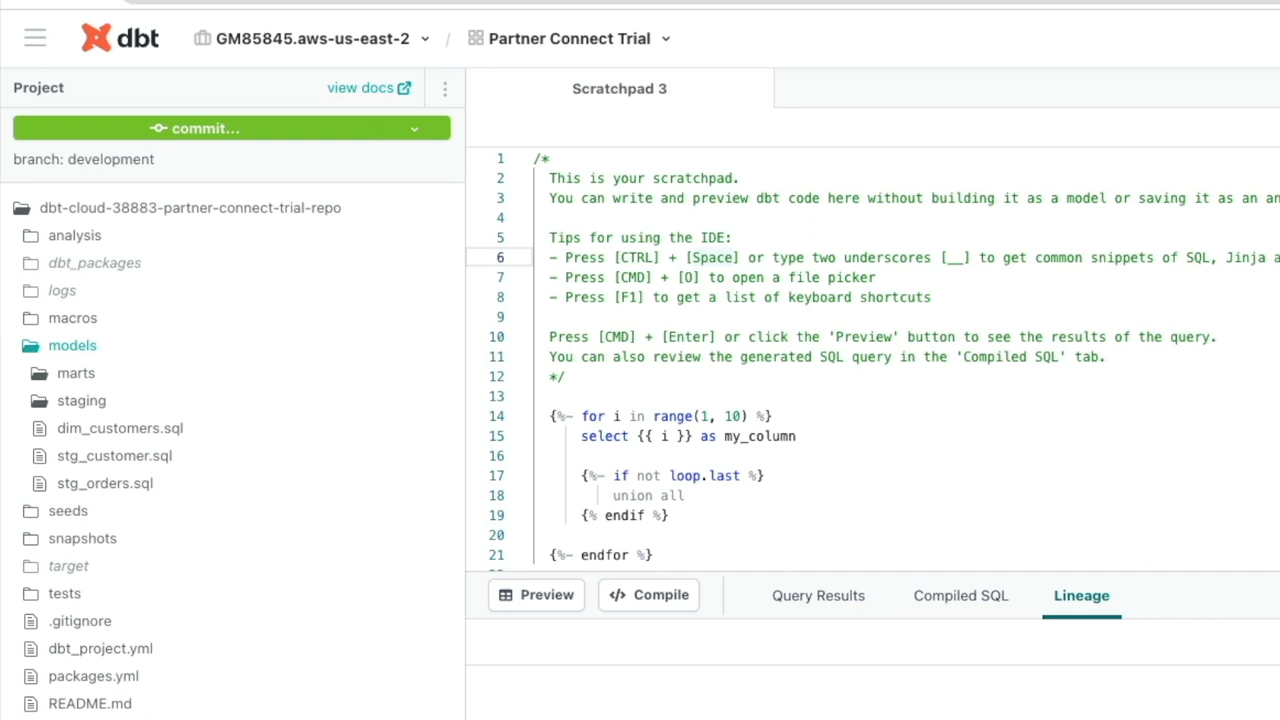 dbt
GM85845.aws-us-east-2 / Partner Connect Trial
Project
view docs
Scratchpad 3
commit...
branch: development
dbt-cloud-38883-partner-connect-trial-repo
analysis
dbt_packages
logs
macros
models
marts
staging
dim_customers.sql
stg_customer.sql
stg_orders.sql
seeds
snapshots
target
tests
.gitignore
dbt_project.yml
packages.yml
README.md
1 /*
2 This is your scratchpad.
3 You can write and preview dbt code here without building it as a model or saving it as an an
4
5 Tips for using the IDE:
6 - Press [CTRL] + [Space] or type two underscores [__] to get common snippets of SQL, Jinja a
7 - Press [CMD] + [O] to open a file picker
8 - Press [F1] to get a list of keyboard shortcuts
9
10 Press [CMD] + [Enter] or click the 'Preview' button to see the results of the query.
11 You can also review the generated SQL query in the 'Compiled SQL' tab.
12 */
13
14 {%- for i in range(1, 10) %}
15 select {{ i }} as my_column
16
17 {%- if not loop.last %}
18 union all
19 {% endif %}
20
21 {%- endfor %}
Preview
</> Compile
Query Results
Compiled SQL
Lineage